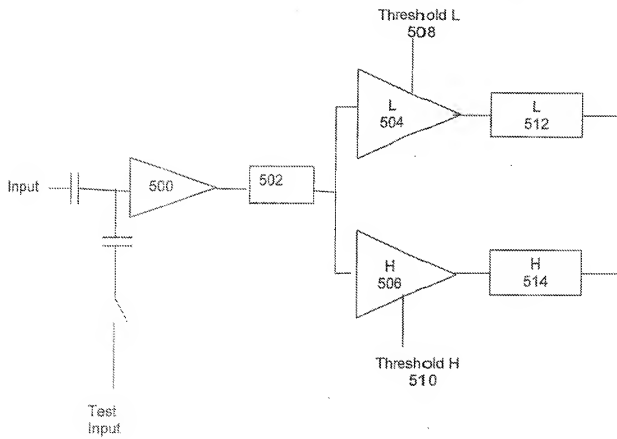 Threshold L
508
L
504
L
512
Input
500
502
H
506
H
514
Threshold H
510
Test
Input